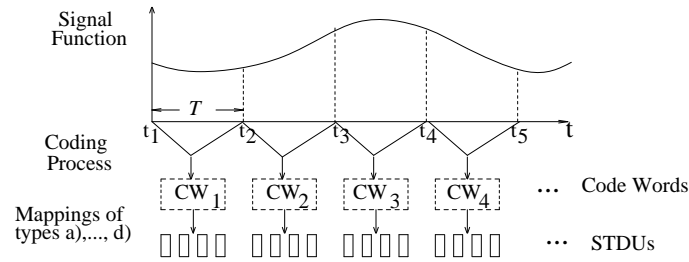 Signal
Function
T
t1 t2 t3 t4 t5 t
Coding
Process
CW1 CW2 CW3 CW4 ... Code Words
Mappings of
types a),..., d)
... STDUs